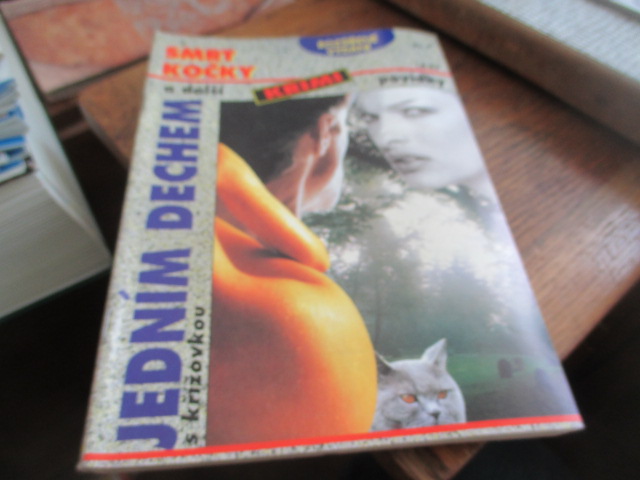 SMRT
KOČKY
a další
KRIMI
povídky
JEDNÍM DECHEM
s křížovkou